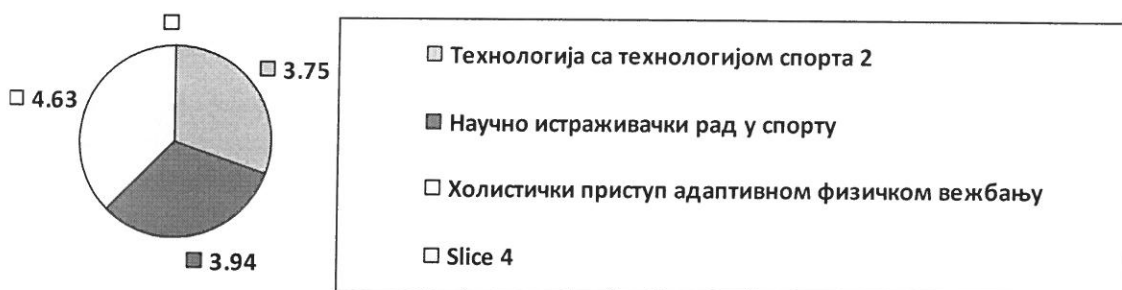 3.75
4.63
3.94
Технологија са технологијом спорта 2
Научно истраживачки рад у спорту
Холистички приступ адаптивном физичком вежбању
Slice 4